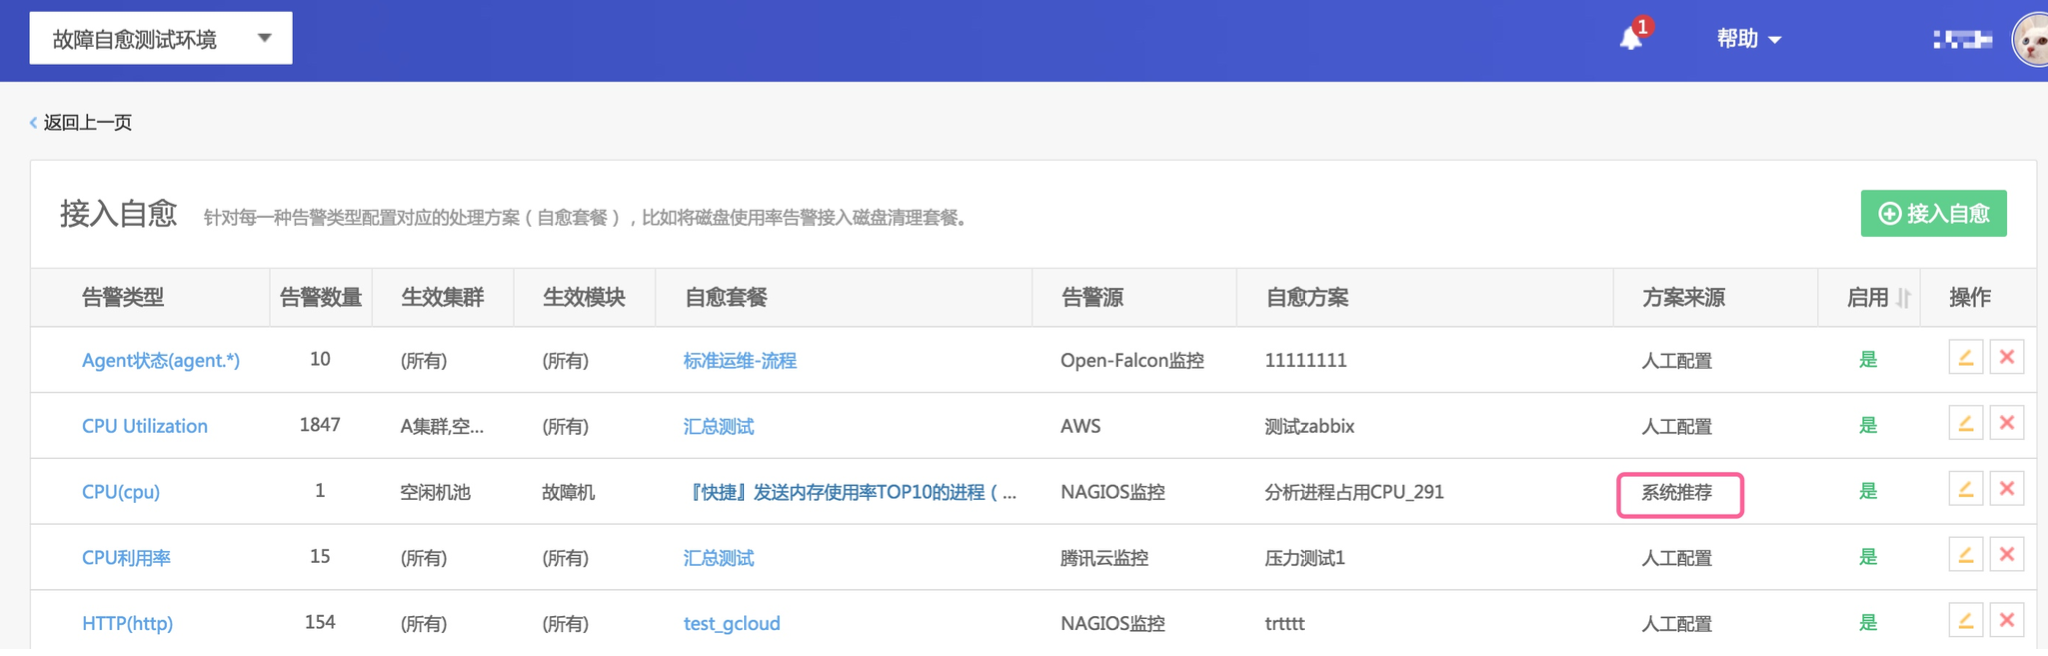 故障自愈测试环境
1
帮助
返回上一页
接入自愈 针对每一种告警类型配置对应的处理方案（自愈套餐），比如将磁盘使用率告警接入磁盘清理套餐。
接入自愈
告警类型 告警数量 生效集群 生效模块 自愈套餐 告警源 自愈方案 方案来源 启用 操作
Agent状态(agent.*) 10 (所有) (所有) 标准运维-流程 Open-Falcon监控 11111111 人工配置 是
CPU Utilization 1847 A集群,空... (所有) 汇总测试 AWS 测试zabbix 人工配置 是
CPU(cpu) 1 空闲机池 故障机 『快捷』发送内存使用率TOP10的进程（... NAGIOS监控 分析进程占用CPU_291 系统推荐 是
CPU利用率 15 (所有) (所有) 汇总测试 腾讯云监控 压力测试1 人工配置 是
HTTP(http) 154 (所有) (所有) test_gcloud NAGIOS监控 trtttt 人工配置 是